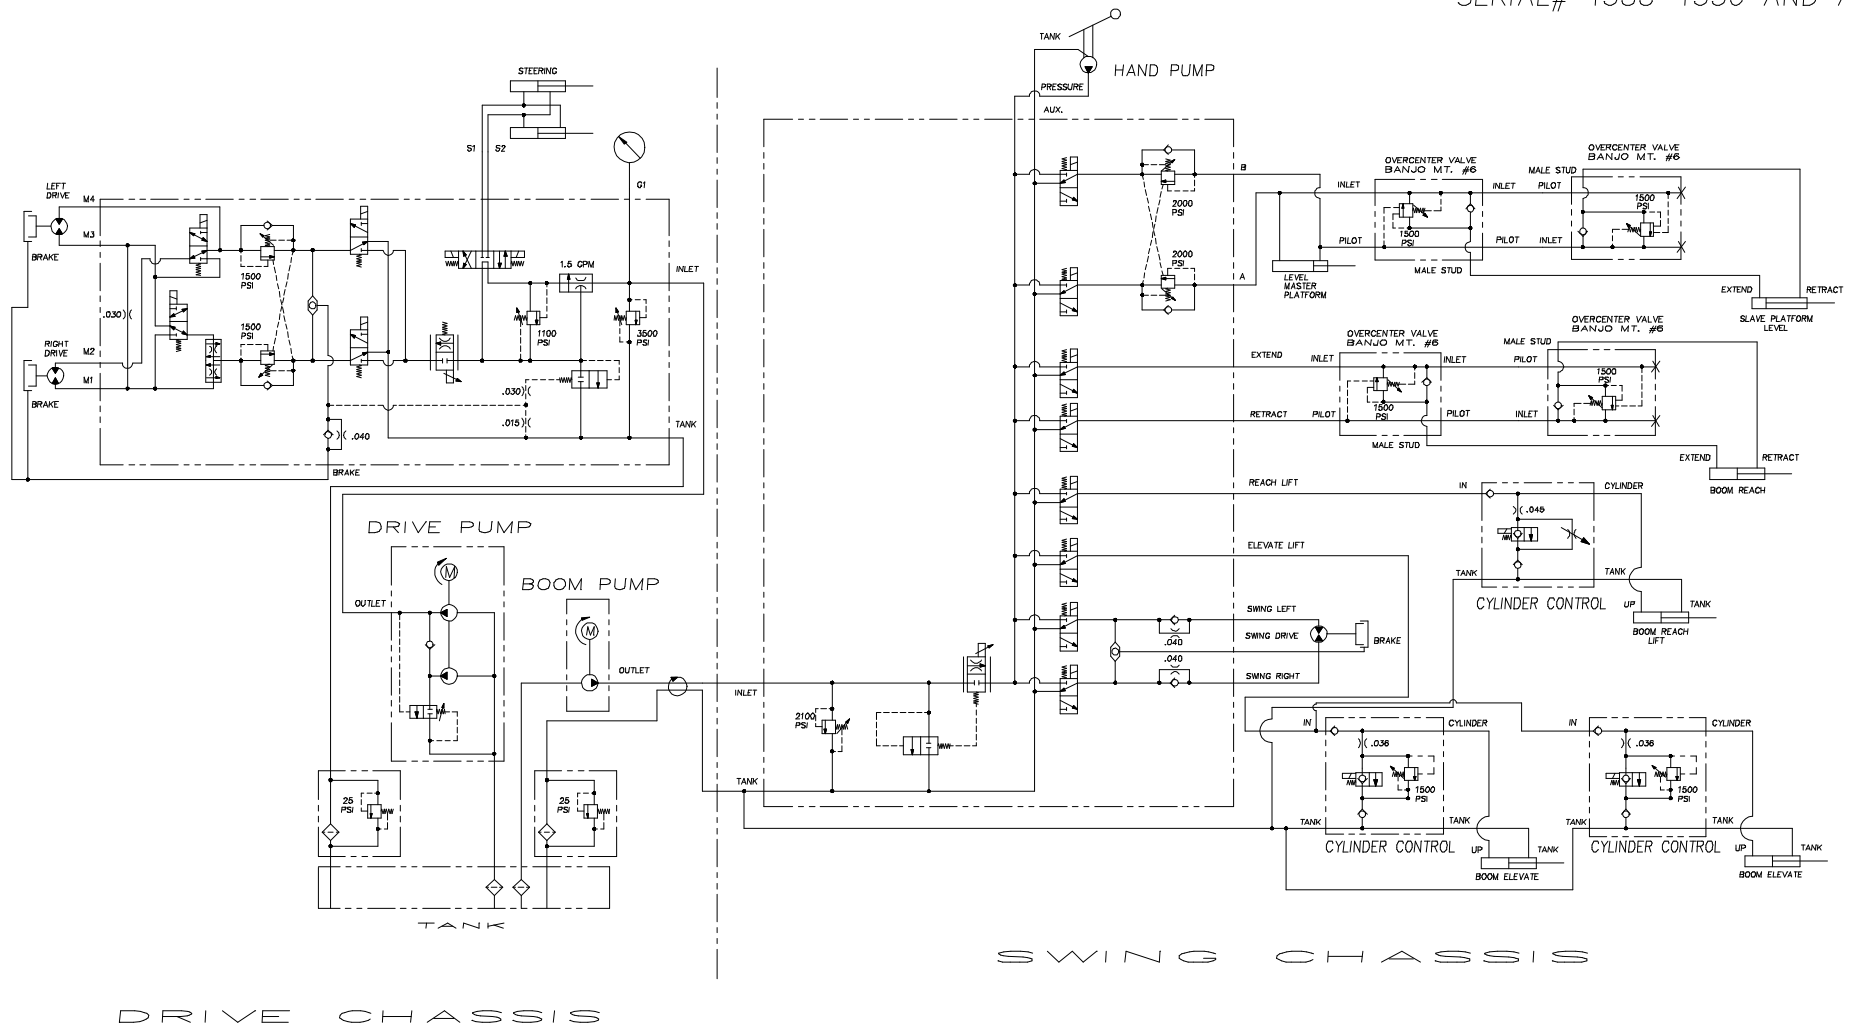 TANK
HAND PUMP
PRESSURE
AUX.
STEERING
S1
S2
G1
LEFT
DRIVE
M4
M3
BRAKE
1500
PSI
1.5 GPM
INLET
.030
1500
PSI
1100
PSI
3500
PSI
RIGHT
DRIVE
M2
M1
BRAKE
.030
.015
.040
TANK
BRAKE
DRIVE PUMP
OUTLET
BOOM PUMP
OUTLET
M
M
25
PSI
25
PSI
TANK
DRIVE CHASSIS
INLET
2100
PSI
TANK
2000
PSI
2000
PSI
B
A
LEVEL
MASTER
PLATFORM
OVERCENTER VALVE
BANJO MT. #6
INLET
INLET
PILOT
1500
PSI
PILOT
PILOT
INLET
MALE STUD
OVERCENTER VALVE
BANJO MT. #6
MALE STUD
1500
PSI
EXTEND
RETRACT
SLAVE PLATFORM
LEVEL
EXTEND
RETRACT
OVERCENTER VALVE
BANJO MT. #6
INLET
INLET
PILOT
1500
PSI
PILOT
PILOT
INLET
MALE STUD
OVERCENTER VALVE
BANJO MT. #6
MALE STUD
1500
PSI
EXTEND
RETRACT
BOOM REACH
REACH LIFT
IN
CYLINDER
.045
TANK
TANK
CYLINDER CONTROL
UP
TANK
BOOM REACH
LIFT
ELEVATE LIFT
SWING LEFT
SWING DRIVE
SWING RIGHT
.040
.040
BRAKE
IN
CYLINDER
.036
1500
PSI
TANK
TANK
CYLINDER CONTROL
UP
TANK
BOOM ELEVATE
IN
CYLINDER
.036
1500
PSI
TANK
TANK
CYLINDER CONTROL
UP
TANK
BOOM ELEVATE
SWING CHASSIS